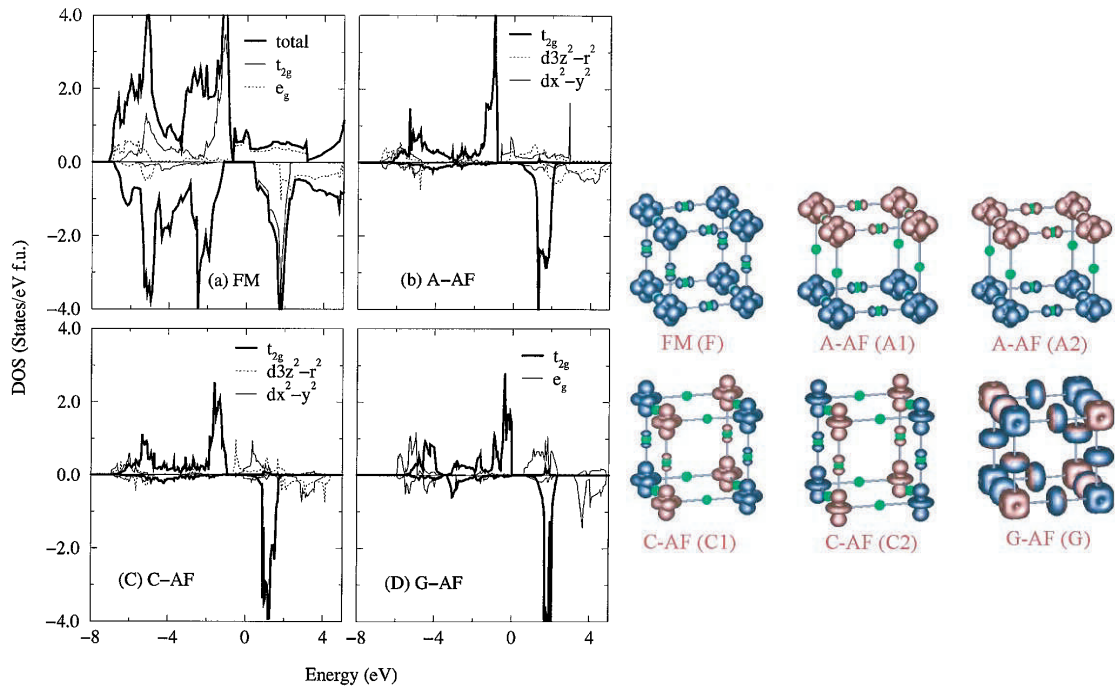 4.0
2.0
0.0
−2.0
−4.0
total
t2g
eg
(a) FM
t2g
d3z²−r²
dx²−y²
(b) A−AF
4.0
2.0
0.0
−2.0
−4.0
t2g
d3z²−r²
dx²−y²
(C) C−AF
t2g
eg
(D) G−AF
−8
−4
0
4
−8
−4
0
4
DOS (States/eV f.u.)
Energy (eV)
FM (F)
A-AF (A1)
A-AF (A2)
C-AF (C1)
C-AF (C2)
G-AF (G)